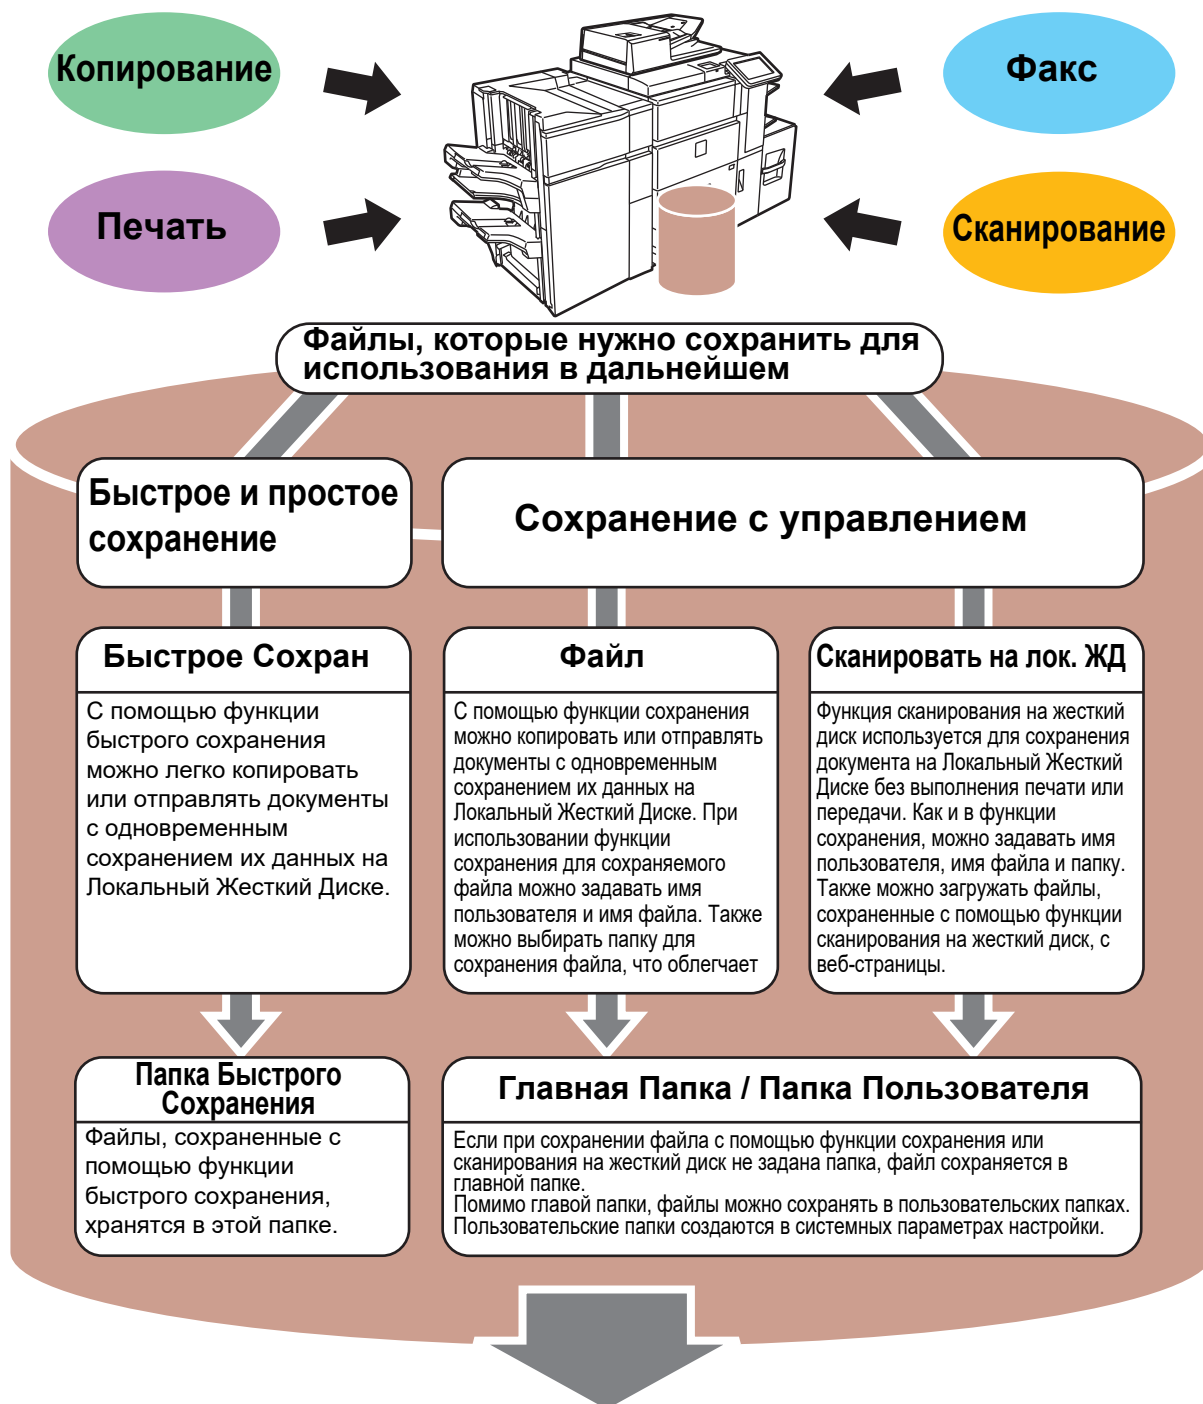 Копирование
Факс
Печать
Сканирование
Файлы, которые нужно сохранить для
использования в дальнейшем
Быстрое и простое
сохранение
Сохранение с управлением
Быстрое Сохран
С помощью функции
быстрого сохранения
можно легко копировать
или отправлять документы
с одновременным
сохранением их данных на
Локальный Жесткий Диске.
Файл
С помощью функции сохранения
можно копировать или отправлять
документы с одновременным
сохранением их данных на
Локальный Жесткий Диске. При
использовании функции
сохранения для сохраняемого
файла можно задавать имя
пользователя и имя файла. Также
можно выбирать папку для
сохранения файла, что облегчает
Сканировать на лок. ЖД
Функция сканирования на жесткий
диск используется для сохранения
документа на Локальный Жесткий
Диске без выполнения печати или
передачи. Как и в функции
сохранения, можно задавать имя
пользователя, имя файла и папку.
Также можно загружать файлы,
сохраненные с помощью функции
сканирования на жесткий диск, с
веб-страницы.
Папка Быстрого
Сохранения
Файлы, сохраненные с
помощью функции
быстрого сохранения,
хранятся в этой папке.
Главная Папка / Папка Пользователя
Если при сохранении файла с помощью функции сохранения или
сканирования на жесткий диск не задана папка, файл сохраняется в
главной папке.
Помимо главой папки, файлы можно сохранять в пользовательских папках.
Пользовательские папки создаются в системных параметрах настройки.